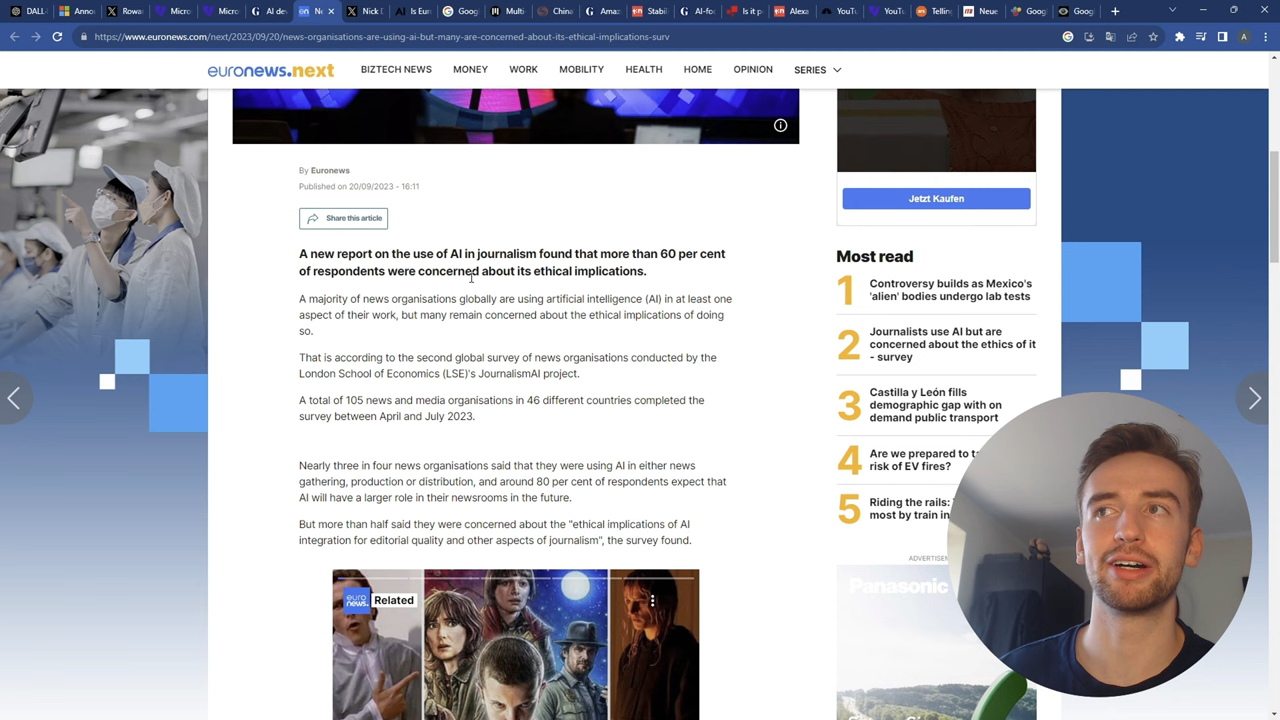 DALL
Anno
Rowa
Micro
Micro
AI de
Ne
Nick D
Is Eur
Goog
Multi
China
Amaz
Stabil
AI-fo
Is it p
Alexa
YouTu
YouTu
Telling
Neue
Goog
Goog
https://www.euronews.com/next/2023/09/20/news-organisations-are-using-ai-but-many-are-concerned-about-its-ethical-implications-surv
A
euronews.next
BIZTECH NEWS
MONEY
WORK
MOBILITY
HEALTH
HOME
OPINION
SERIES
By Euronews
Published on 20/09/2023 - 16:11
Share this article
A new report on the use of AI in journalism found that more than 60 per cent
of respondents were concerned about its ethical implications.
A majority of news organisations globally are using artificial intelligence (AI) in at least one
aspect of their work, but many remain concerned about the ethical implications of doing
so.
That is according to the second global survey of news organisations conducted by the
London School of Economics (LSE)'s JournalismAI project.
A total of 105 news and media organisations in 46 different countries completed the
survey between April and July 2023.
Nearly three in four news organisations said that they were using AI in either news
gathering, production or distribution, and around 80 per cent of respondents expect that
AI will have a larger role in their newsrooms in the future.
But more than half said they were concerned about the "ethical implications of AI
integration for editorial quality and other aspects of journalism", the survey found.
euro
news.
Related
Jetzt Kaufen
Most read
1
Controversy builds as Mexico's
'alien' bodies undergo lab tests
2
Journalists use AI but are
concerned about the ethics of it
- survey
3
Castilla y León fills
demographic gap with on
demand public transport
4
Are we prepared to t
risk of EV fires?
5
Riding the rails:
most by train in
ADVERTISEM
Panasonic